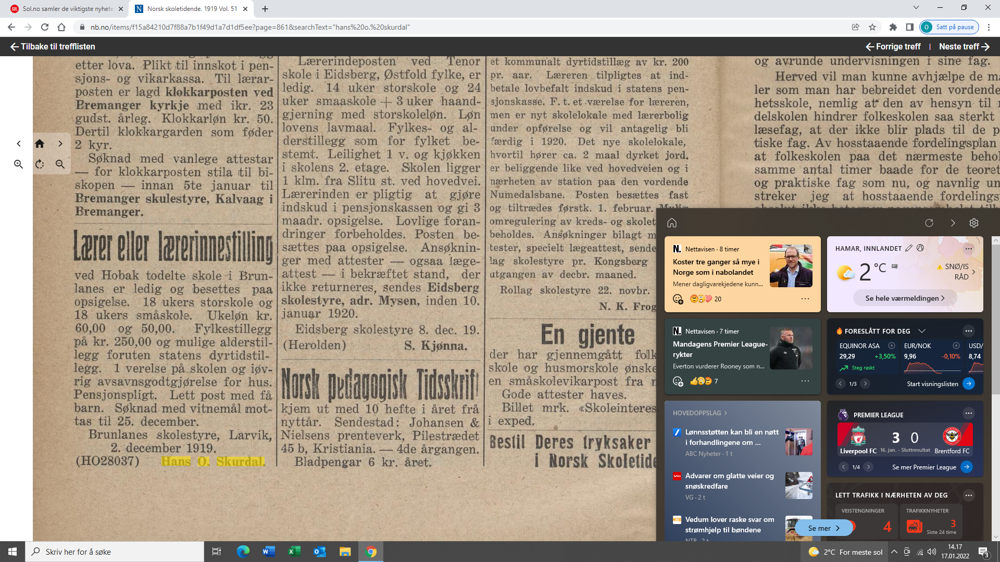 Sol.no samler de viktigste nyhete
Norsk skoletidende. 1919 Vol. 51
nb.no/items/f15a84210d7f88a7b1f49d1a7d1df5ee?page=861&searchText="hans%20o.%20skurdal"
O Satt på pause
Tilbake til trefflisten
Forrige treff | Neste treff
etter lova. Plikt til innskot i pen-
sjons- og vikarkassa. Til lærar-
posten er lagd klokkarposten ved
Bremanger kyrkje med ikr. 23
gudst. årleg. Klokkarløn kr. 50.
Dertil klokkargarden som føder
2 kyr.
Søknad med vanlege attestar
— for klokkarposten stila til bi-
skopen — innan 5te januar til
Bremanger skulestyre, Kalvaag i
Bremanger.
Lærer eller lærerinnestilling
ved Hobak todelte skole i Brun-
lanes er ledig og besettes paa
opsigelse. 18 ukers storskole og
18 ukers småskole. Ukeløn kr.
60,00 og 50,00. Fylkestillegg
på kr. 250,00 og mulige alderstil-
legg foruten statens dyrtidstil-
legg. 1 verelse på skolen og iøv-
rig avsavnsgodtgjørelse for hus.
Pensjonspligt. Lett post med få
barn. Søknad med vitnemål mot-
tas til 25. december.
Brunlanes skolestyre, Larvik,
2. december 1919.
(HO28037) Hans O. Skurdal.
Lærerindeposten ved Tenor
skole i Eidsberg, Østfold fylke, er
ledig. 14 uker storskole og 24
uker smaaskole + 3 uker haand-
gjerning med storskoleløn. Løn
lovens lavmaal. Fylkes- og al-
derstillegg som for fylket be-
stemt. Leilighet 1 v. og kjøkken
i skolens 2. etage. Skolen ligger
1 klm. fra Slitu st. ved hovedvei.
Lærerinden er pligtig at gjøre
indskud i pensjonskassen og gi 3
maadr. opsigelse. Lovlige foran-
dringer forbeholdes. Posten be-
sættes paa opsigelse. Ansøknin-
ger med attester — ogsaa læge-
attest — i bekræftet stand, der
ikke returneres, sendes Eidsberg
skolestyre, adr. Mysen, inden 10.
januar 1920.
Eidsberg skolestyre 8. dec. 19.
(Herolden) S. Kjønna.
Norsk pedagogisk Tidsskrift
kjem ut med 10 hefte i året frå
nyttår. Sendestad: Johansen &
Nielsens prenteverk, Pilestrædet
45 b, Kristiania. — 4de årgangen.
Bladpengar 6 kr. året.
et kommunalt dyrtidstillæg av kr. 200
pr. aar. Læreren tilpligtes at ind-
betale lovbefalt indskud i statens pen-
sjonskasse. F. t. et værelse for læreren,
men er nyt skolelokale med lærerbolig
under opførelse og vil antagelig bli
færdig i 1920. Det nye skolelokale,
hvortil hører ca. 2 maal dyrket jord,
er beliggende like ved hovedveien og i
nærheten av station paa den vordende
Numedalsbane. Posten besættes fast
og tiltrædes førstk. 1. februar. Mulig
omregulering av kreds- og skolet
beholdes. Ansøkninger bilagt m
tester, specielt lægeattest, sende
lag skolestyre pr. Kongsberg
utgangen av decbr. maaned.
Rollag skolestyre 22. novbr.
N. K. Frog
En gjente
der har gjennemgått folk
skole og husmorskole ønske
en småskolevikarpost fra n
Gode attester haves.
Billet mrk. «Skoleinteres
i exped.
Bestil Deres tryksaker
i Norsk Skoletide
og avrunde undervisningen i sine fag.
Herved vil man kunne avhjælpe de ma
ler som man har bebreidet den vordende
hetsskole, nemlig at den av hensyn til
delskolen hindrer folkeskolen saa sterkt
læsefag, at der ikke blir plads til de p
tiske fag. Av hosstaaende fordelingsplan
at folkeskolen paa det nærmeste behol
samme antal timer baade for de teoret
og praktiske fag som nu, og navnlig un
streker jeg at hosstaaende fordelings
Nettavisen · 8 timer
Koster tre ganger så mye i
Norge som i nabolandet
Mener dagligvarekjedene kunn...
20
HAMAR, INNLANDET
2 °C
SNØ/IS
RÅD
Se hele værmeldingen
Nettavisen · 7 timer
Mandagens Premier League-
rykter
Everton vurderer Rooney som n...
7
FORESLÅTT FOR DEG
EQUINOR ASA
29,29 +3,50%
Steg raskt
EUR/NOK
9,96 -0,10%
USD/
8,74
1/3
Start visningslisten
HOVEDOPPSLAG
Lønnsstøtten kan bli en nøtt
i forhandlingene om ...
ABC Nyheter · 1 t
Advarer om glatte veier og
snøskredfare
VG · 2 t
Vedum lover raske svar om
strømhjelp til bøndene
NTB · 2 t
PREMIER LEAGUE
3 0
16. jan. - Sluttresultat
Liverpool FC Brentford FC
1/4
Se mer Premier League
LETT TRAFIKK I NÆRHETEN AV DEG
VEISTENGNINGER
4
TRAFIKKNYHETER
3
Siste 24 time
Se mer
Skriv her for å søke
2°C For meste sol
14.17
17.01.2022
3